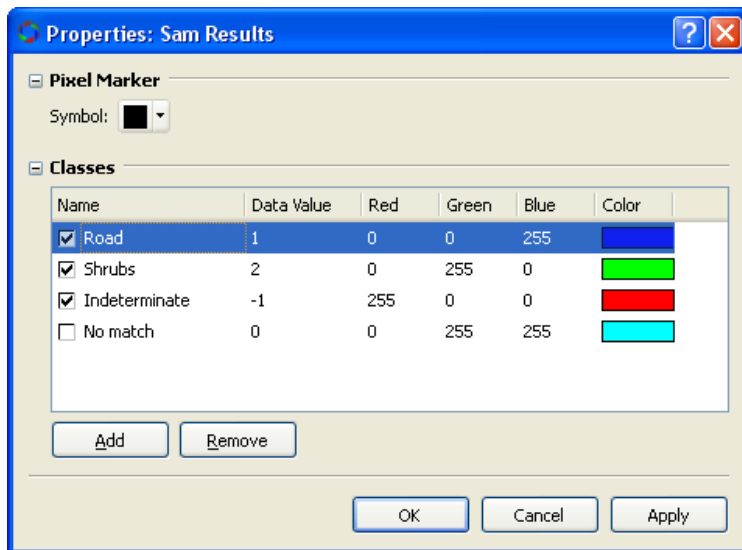 Properties: Sam Results
Pixel Marker
Symbol:
Classes
Name Data Value Red Green Blue Color
Road 1 0 0 255
Shrubs 2 0 255 0
Indeterminate -1 255 0 0
No match 0 0 255 255
Add Remove
OK Cancel Apply